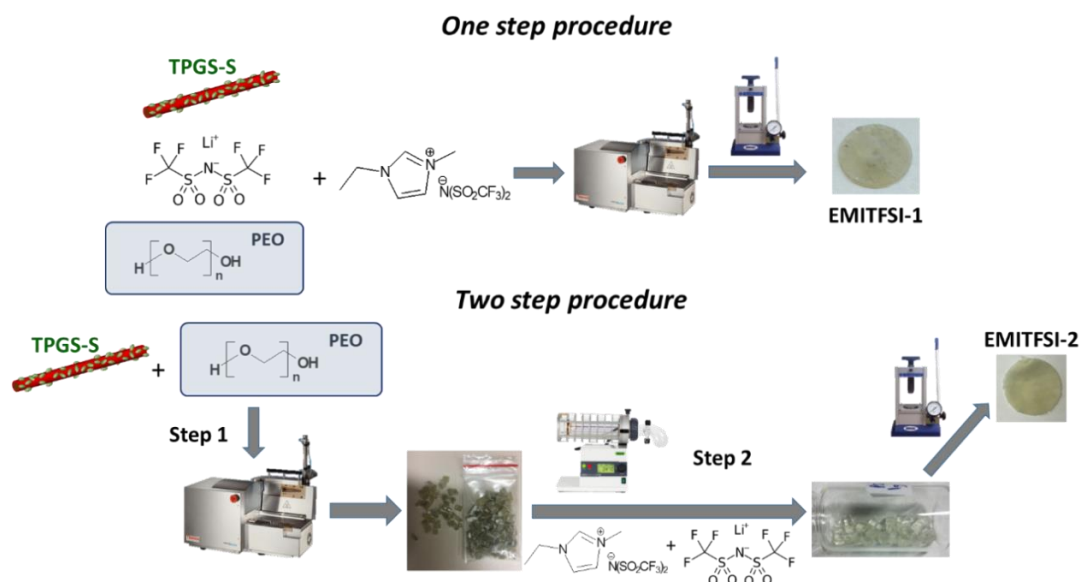 One step procedure
TPGS-S
Li+
F F F F
F S N− S F
O O O O
+
N N⊕
⊖N(SO2CF3)2
EMITFSI-1
PEO
H [ O ]n OH
Two step procedure
TPGS-S
+
PEO
H [ O ]n OH
EMITFSI-2
Step 1
Step 2
N N⊕
⊖N(SO2CF3)2
+
Li+
F F F F
F S N− S F
O O O O